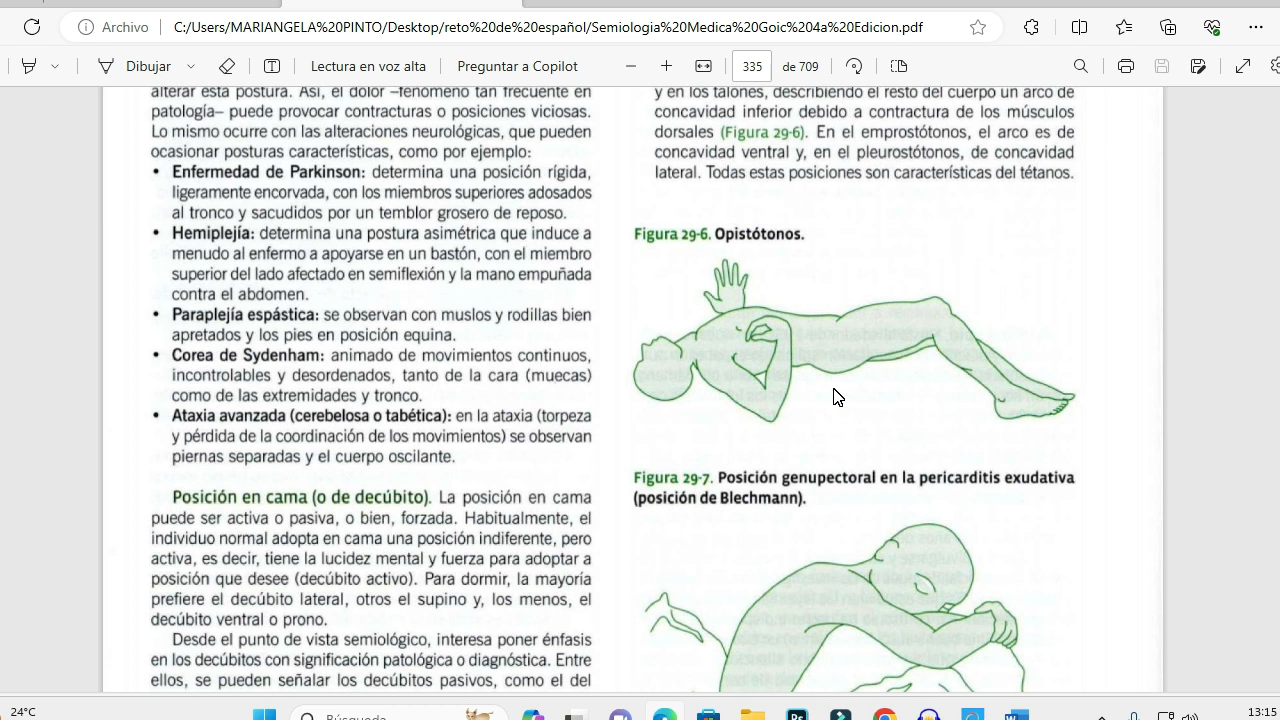 Archivo
C:/Users/MARIANGELA%20PINTO/Desktop/reto%20de%20español/Semiologia%20Medica%20Goic%204a%20Edicion.pdf
Dibujar
Lectura en voz alta
Preguntar a Copilot
335
de 709
alterar esta postura. Así, el dolor –fenómeno tan frecuente en
patología– puede provocar contracturas o posiciones viciosas.
Lo mismo ocurre con las alteraciones neurológicas, que pueden
ocasionar posturas características, como por ejemplo:
• Enfermedad de Parkinson: determina una posición rígida,
ligeramente encorvada, con los miembros superiores adosados
al tronco y sacudidos por un temblor grosero de reposo.
• Hemiplejía: determina una postura asimétrica que induce a
menudo al enfermo a apoyarse en un bastón, con el miembro
superior del lado afectado en semiflexión y la mano empuñada
contra el abdomen.
• Paraplejía espástica: se observan con muslos y rodillas bien
apretados y los pies en posición equina.
• Corea de Sydenham: animado de movimientos continuos,
incontrolables y desordenados, tanto de la cara (muecas)
como de las extremidades y tronco.
• Ataxia avanzada (cerebelosa o tabética): en la ataxia (torpeza
y pérdida de la coordinación de los movimientos) se observan
piernas separadas y el cuerpo oscilante.
Posición en cama (o de decúbito). La posición en cama
puede ser activa o pasiva, o bien, forzada. Habitualmente, el
individuo normal adopta en cama una posición indiferente, pero
activa, es decir, tiene la lucidez mental y fuerza para adoptar a
posición que desee (decúbito activo). Para dormir, la mayoría
prefiere el decúbito lateral, otros el supino y, los menos, el
decúbito ventral o prono.
Desde el punto de vista semiológico, interesa poner énfasis
en los decúbitos con significación patológica o diagnóstica. Entre
ellos, se pueden señalar los decúbitos pasivos, como el del
y en los talones, describiendo el resto del cuerpo un arco de
concavidad inferior debido a contractura de los músculos
dorsales (Figura 29-6). En el emprostótonos, el arco es de
concavidad ventral y, en el pleurostótonos, de concavidad
lateral. Todas estas posiciones son características del tétanos.
Figura 29-6. Opistótonos.
Figura 29-7. Posición genupectoral en la pericarditis exudativa
(posición de Blechmann).
24°C
Búsqueda
13:15